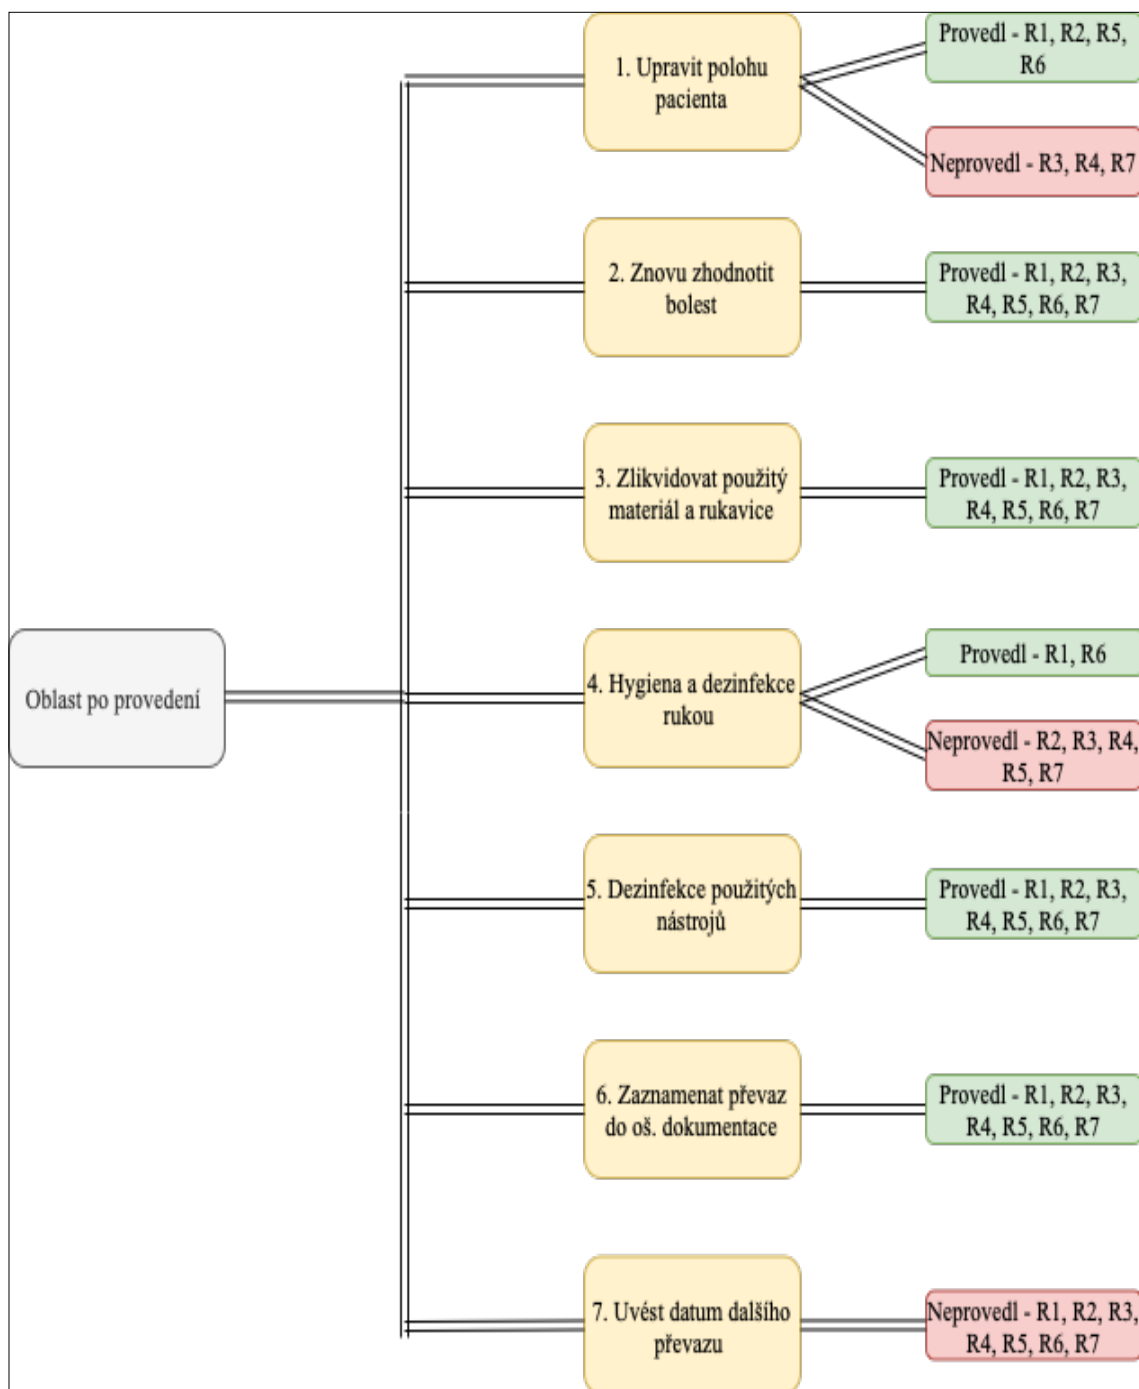 1. Upravit polohu
pacienta
Provedl - R1, R2, R5,
R6
Neprovedl - R3, R4, R7
2. Znovu zhodnotit
bolest
Provedl - R1, R2, R3,
R4, R5, R6, R7
3. Zlikvidovat použitý
materiál a rukavice
Provedl - R1, R2, R3,
R4, R5, R6, R7
Oblast po provedení
4. Hygiena a dezinfekce
rukou
Provedl - R1, R6
Neprovedl - R2, R3, R4,
R5, R7
5. Dezinfekce použitých
nástrojů
Provedl - R1, R2, R3,
R4, R5, R6, R7
6. Zaznamenat převaz
do oš. dokumentace
Provedl - R1, R2, R3,
R4, R5, R6, R7
7. Uvést datum dalšího
převazu
Neprovedl - R1, R2, R3,
R4, R5, R6, R7